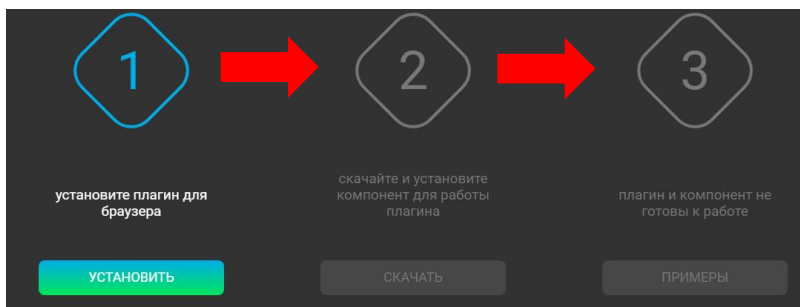 1
2
3
установите плагин для
браузера
скачайте и установите
компонент для работы
плагина
плагин и компонент не
готовы к работе
УСТАНОВИТЬ
СКАЧАТЬ
ПРИМЕРЫ